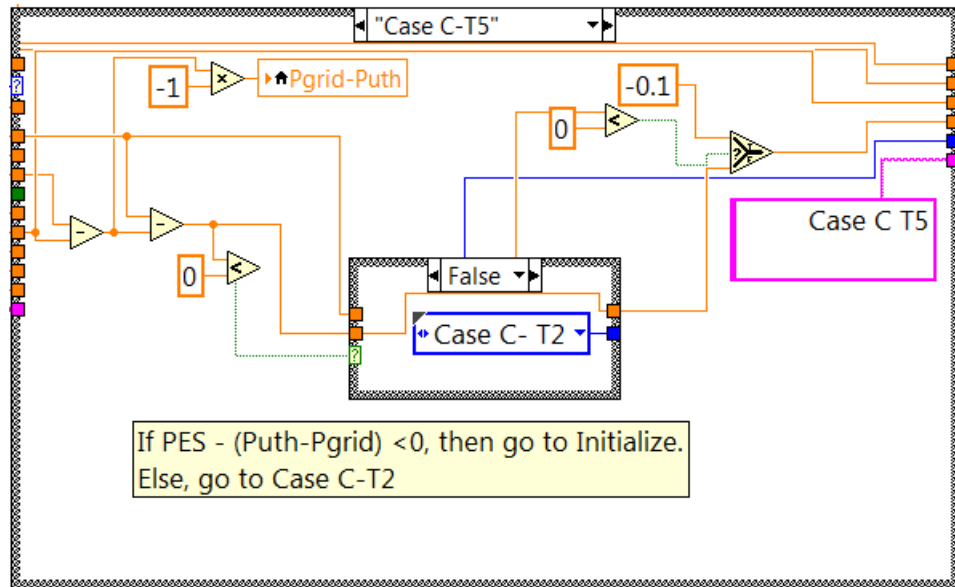 "Case C-T5"
-1
Pgrid-Puth
-0.1
0
Case C T5
0
False
Case C- T2
If PES - (Puth-Pgrid) <0, then go to Initialize.
Else, go to Case C-T2